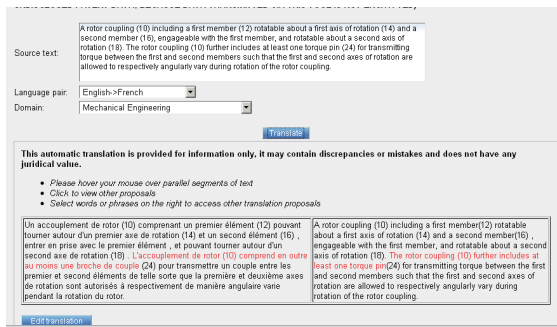 A rotor coupling (10) including a first member (12) rotatable about a first axis of rotation (14) and a
second member (16), engageable with the first member, and rotatable about a second axis of
rotation (18). The rotor coupling (10) further includes at least one torque pin (24) for transmitting
torque between the first and second members such that the first and second axes of rotation are
allowed to respectively angularly vary during rotation of the rotor coupling.
Source text:
Language pair: English->French
Domain: Mechanical Engineering
Translate
This automatic translation is provided for information only, it may contain discrepancies or mistakes and does not have any
juridical value.
• Please hover your mouse over parallel segments of text
• Click to view other proposals
• Select words or phrases on the right to access other translation proposals
Un accouplement de rotor (10) comprenant un premier élément (12) pouvant
tourner autour d'un premier axe de rotation (14) et un second élément (16) ,
entrer en prise avec le premier élément , et pouvant tourner autour d'un
second axe de rotation (18) . L'accouplement de rotor (10) comprend en outre
au moins une broche de couple (24) pour transmettre un couple entre les
premier et second éléments de telle sorte que la première et deuxième axes
de rotation sont autorisés à respectivement de manière angulaire varie
pendant la rotation du rotor.
A rotor coupling (10) including a first member(12) rotatable
about a first axis of rotation (14) and a second member(16) ,
engageable with the first member, and rotatable about a second
axis of rotation (18). The rotor coupling (10) further includes at
least one torque pin(24) for transmitting torque between the first
and second members such that the first and second axes of
rotation are allowed to respectively angularly vary during
rotation of the rotor coupling.
Edit translation